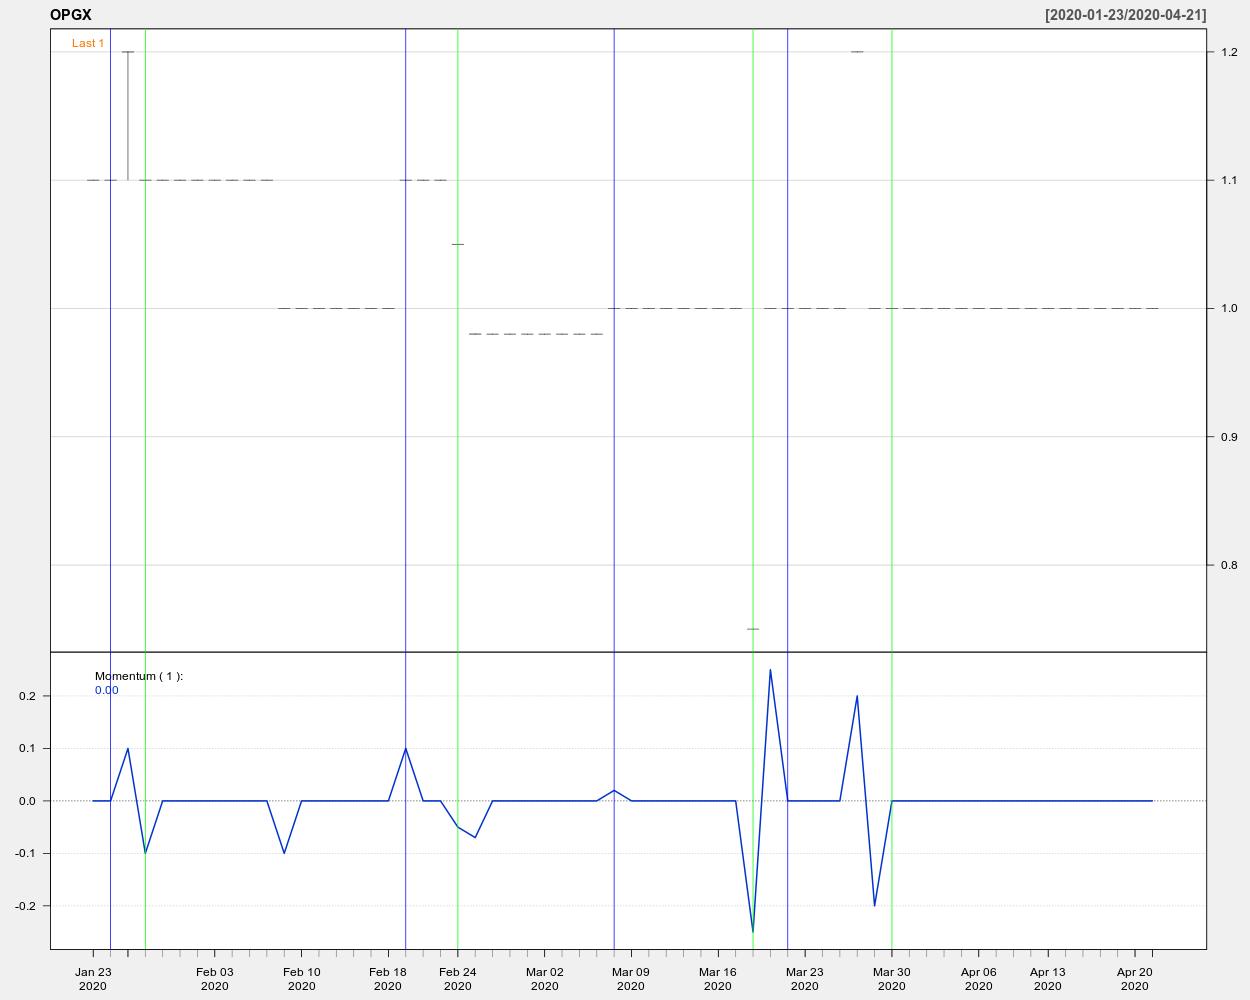 OPGX [2020-01-23/2020-04-21]
Last 1
1.2
1.1
1.0
0.9
0.8
Momentum ( 1 ):
0.00
0.2
0.1
0.0
-0.1
-0.2
Jan 23 Feb 03 Feb 10 Feb 18 Feb 24 Mar 02 Mar 09 Mar 16 Mar 23 Mar 30 Apr 06 Apr 13 Apr 20
2020 2020 2020 2020 2020 2020 2020 2020 2020 2020 2020 2020 2020